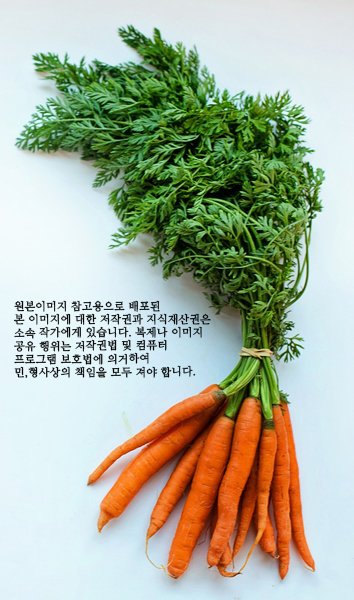 원본이미지 참고용으로 배포된
본 이미지에 대한 저작권과 지식재산권은
소속 작가에게 있습니다. 복제나 이미지
공유 행위는 저작권법 및 컴퓨터
프로그램 보호법에 의거하여
민,형사상의 책임을 모두 져야 합니다.